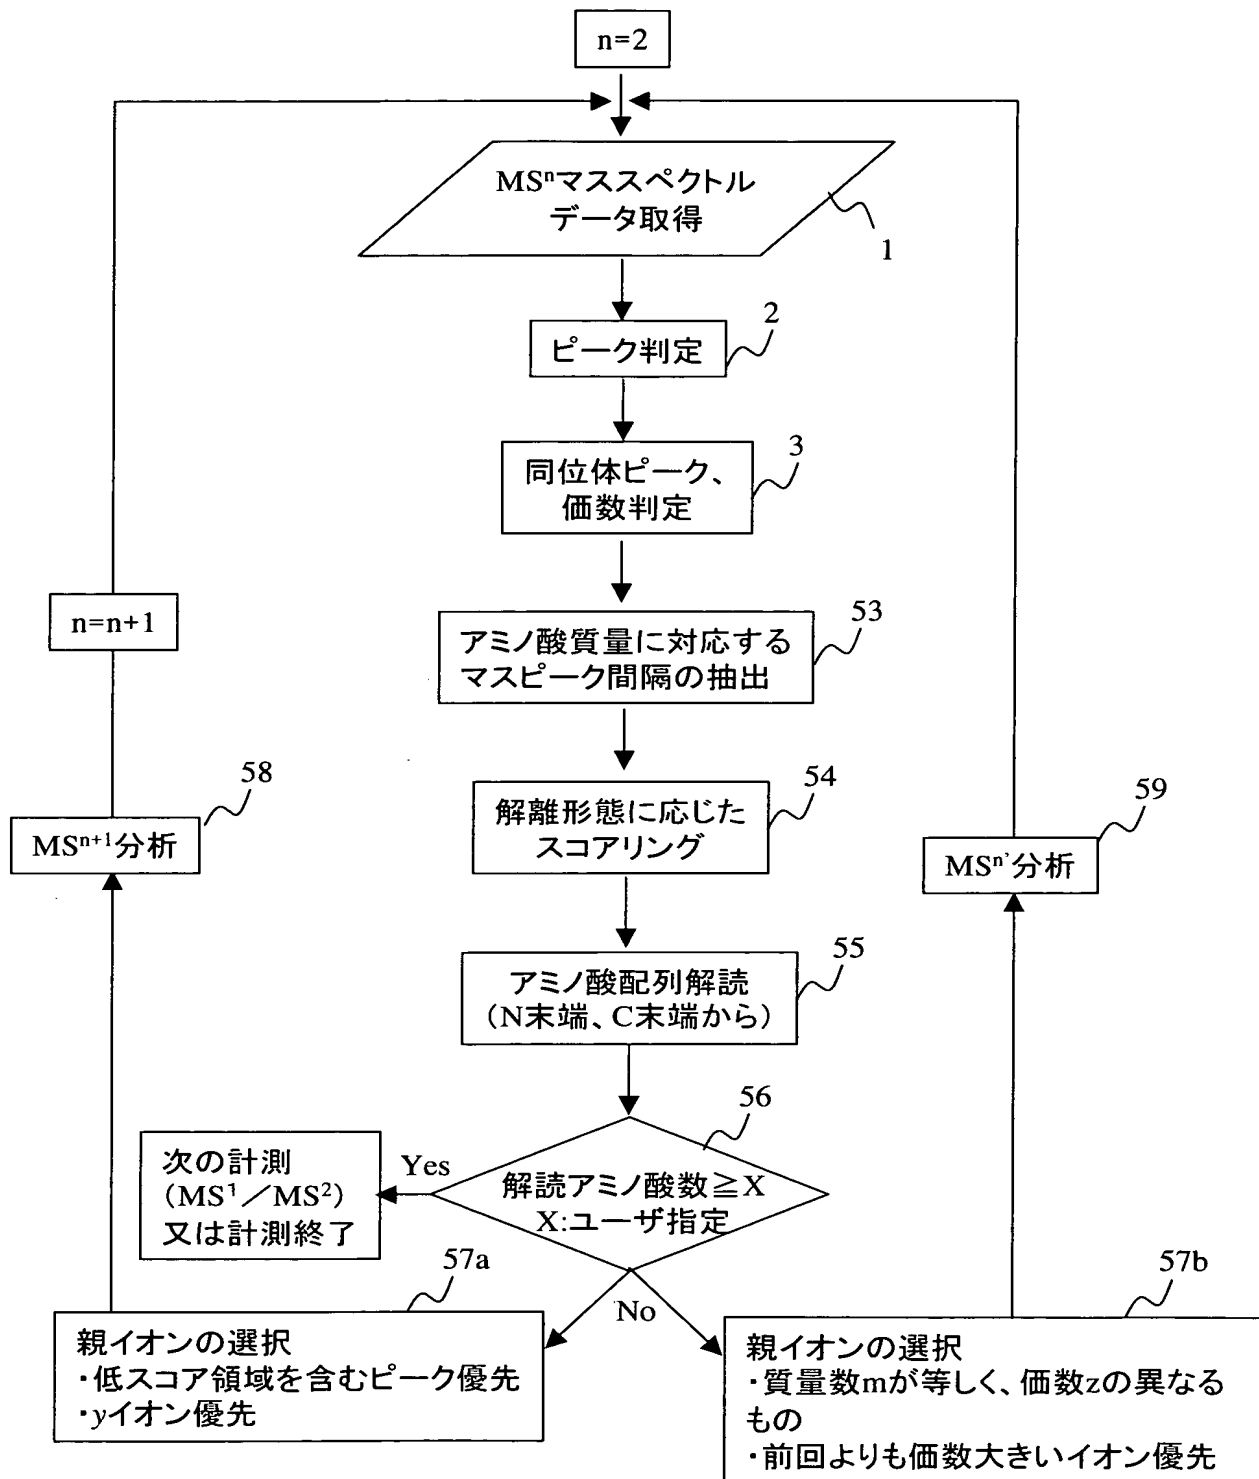 n=2
MSⁿマススペクトル
データ取得
1
ピーク判定
2
同位体ピーク、
価数判定
3
アミノ酸質量に対応する
マスピーク間隔の抽出
53
n=n+1
解離形態に応じた
スコアリング
54
58
MSⁿ⁺¹分析
59
MSⁿ’分析
アミノ酸配列解読
(N末端、C末端から)
55
56
解読アミノ酸数≧X
X:ユーザ指定
Yes
次の計測
(MS¹／MS²)
又は計測終了
No
57a
親イオンの選択
・低スコア領域を含むピーク優先
・yイオン優先
57b
親イオンの選択
・質量数mが等しく、価数zの異なる
もの
・前回よりも価数大きいイオン優先